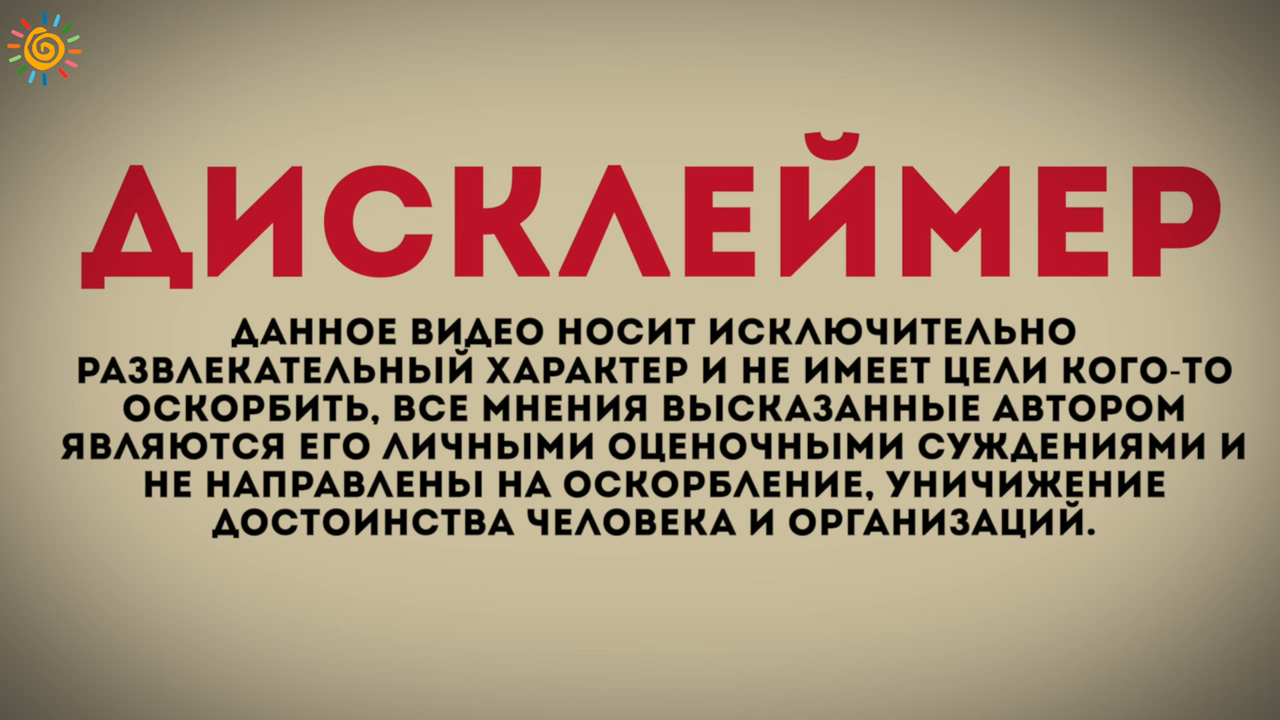 ДИСКЛЕЙМЕР
ДАННОЕ ВИДЕО НОСИТ ИСКЛЮЧИТЕЛЬНО
РАЗВЛЕКАТЕЛЬНЫЙ ХАРАКТЕР И НЕ ИМЕЕТ ЦЕЛИ КОГО-ТО
ОСКОРБИТЬ, ВСЕ МНЕНИЯ ВЫСКАЗАННЫЕ АВТОРОМ
ЯВЛЯЮТСЯ ЕГО ЛИЧНЫМИ ОЦЕНОЧНЫМИ СУЖДЕНИЯМИ И
НЕ НАПРАВЛЕНЫ НА ОСКОРБЛЕНИЕ, УНИЧИЖЕНИЕ
ДОСТОИНСТВА ЧЕЛОВЕКА И ОРГАНИЗАЦИЙ.